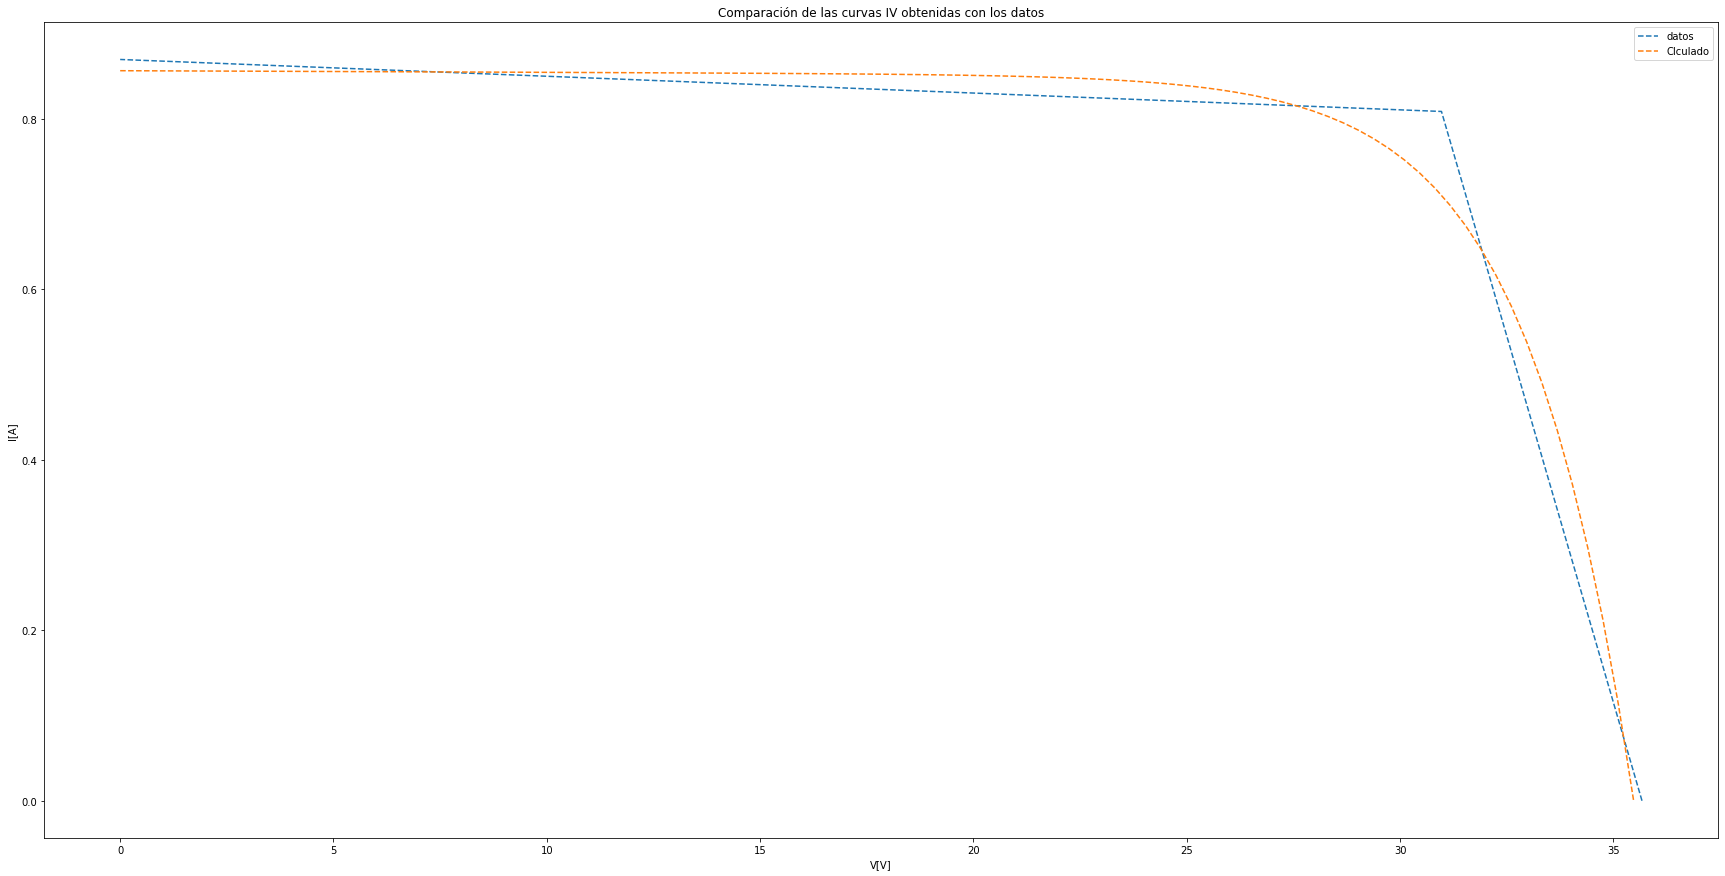 Comparación de las curvas IV obtenidas con los datos
datos
Clculado
0.8
0.6
I[A]
0.4
0.2
0.0
0
5
10
15
20
25
30
35
V[V]